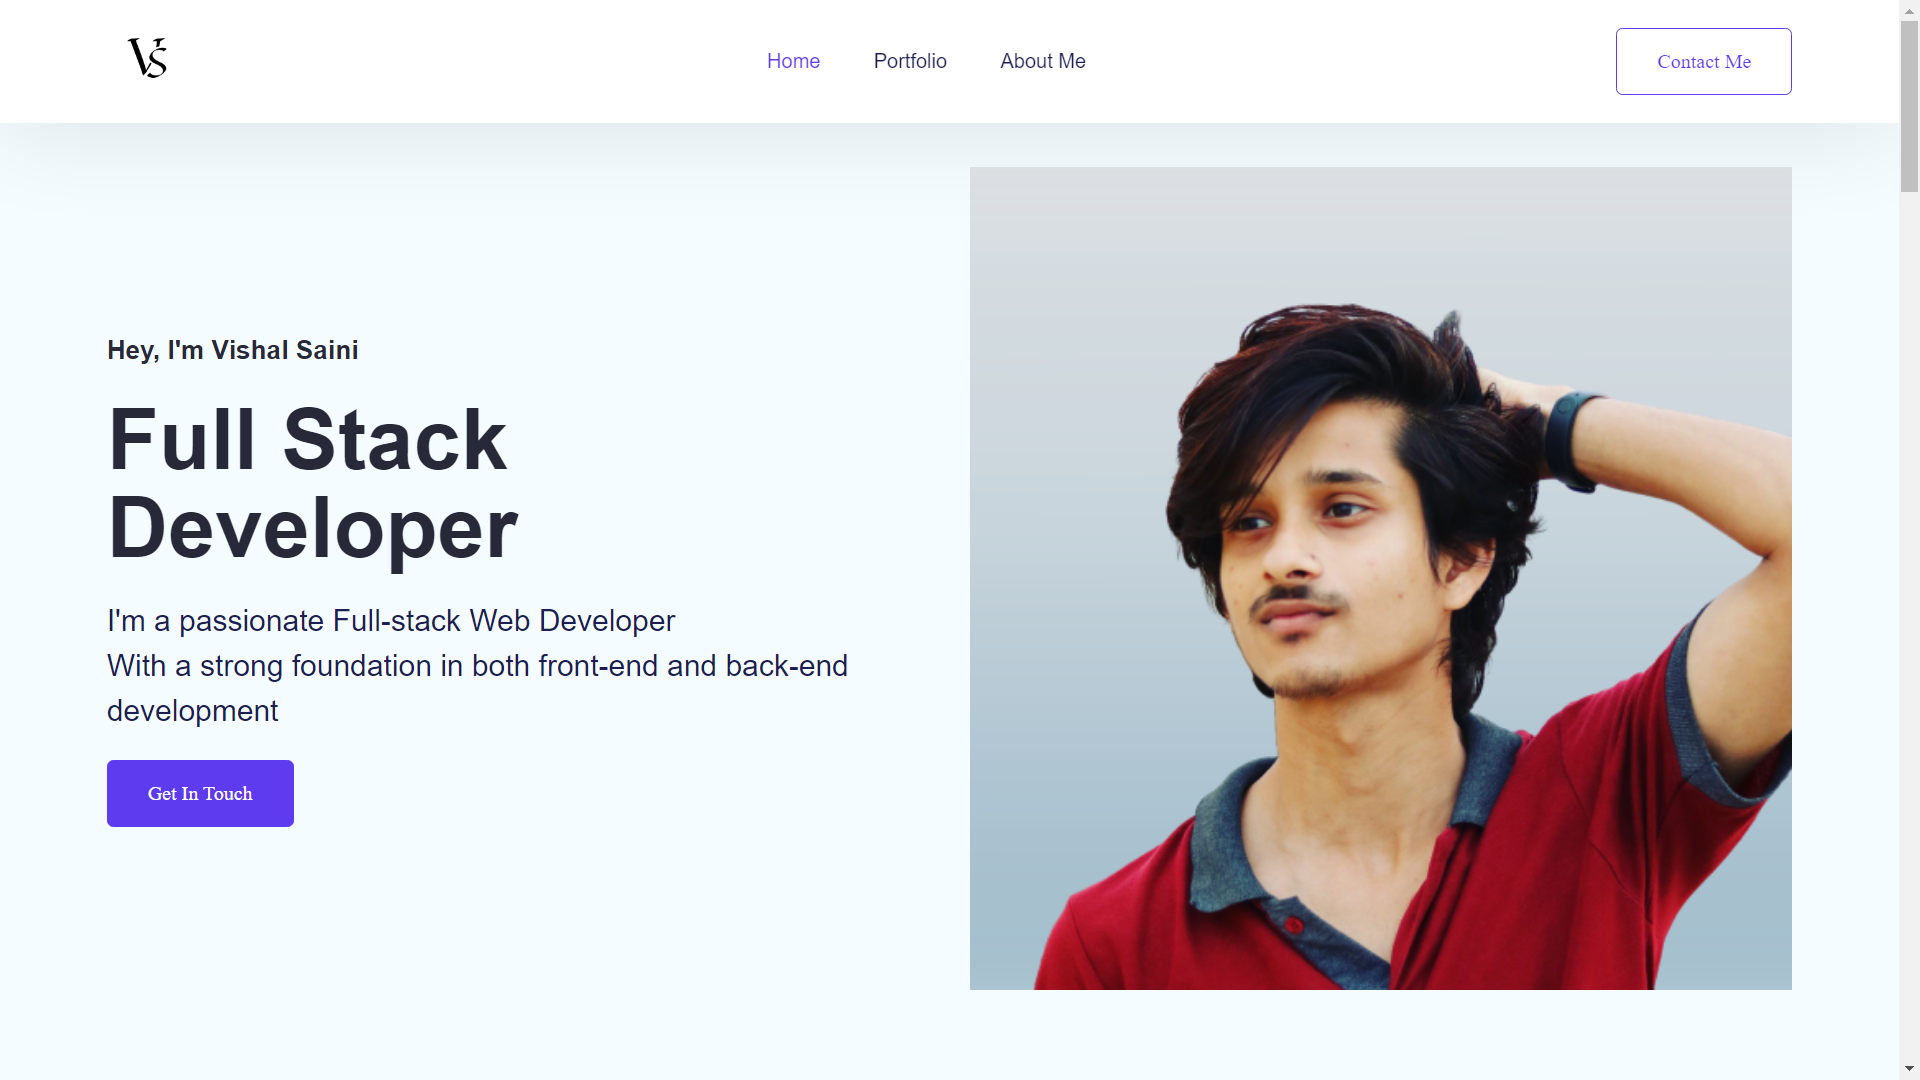 VS
Home Portfolio About Me Contact Me
Hey, I'm Vishal Saini
Full Stack
Developer
I'm a passionate Full-stack Web Developer
With a strong foundation in both front-end and back-end
development
Get In Touch